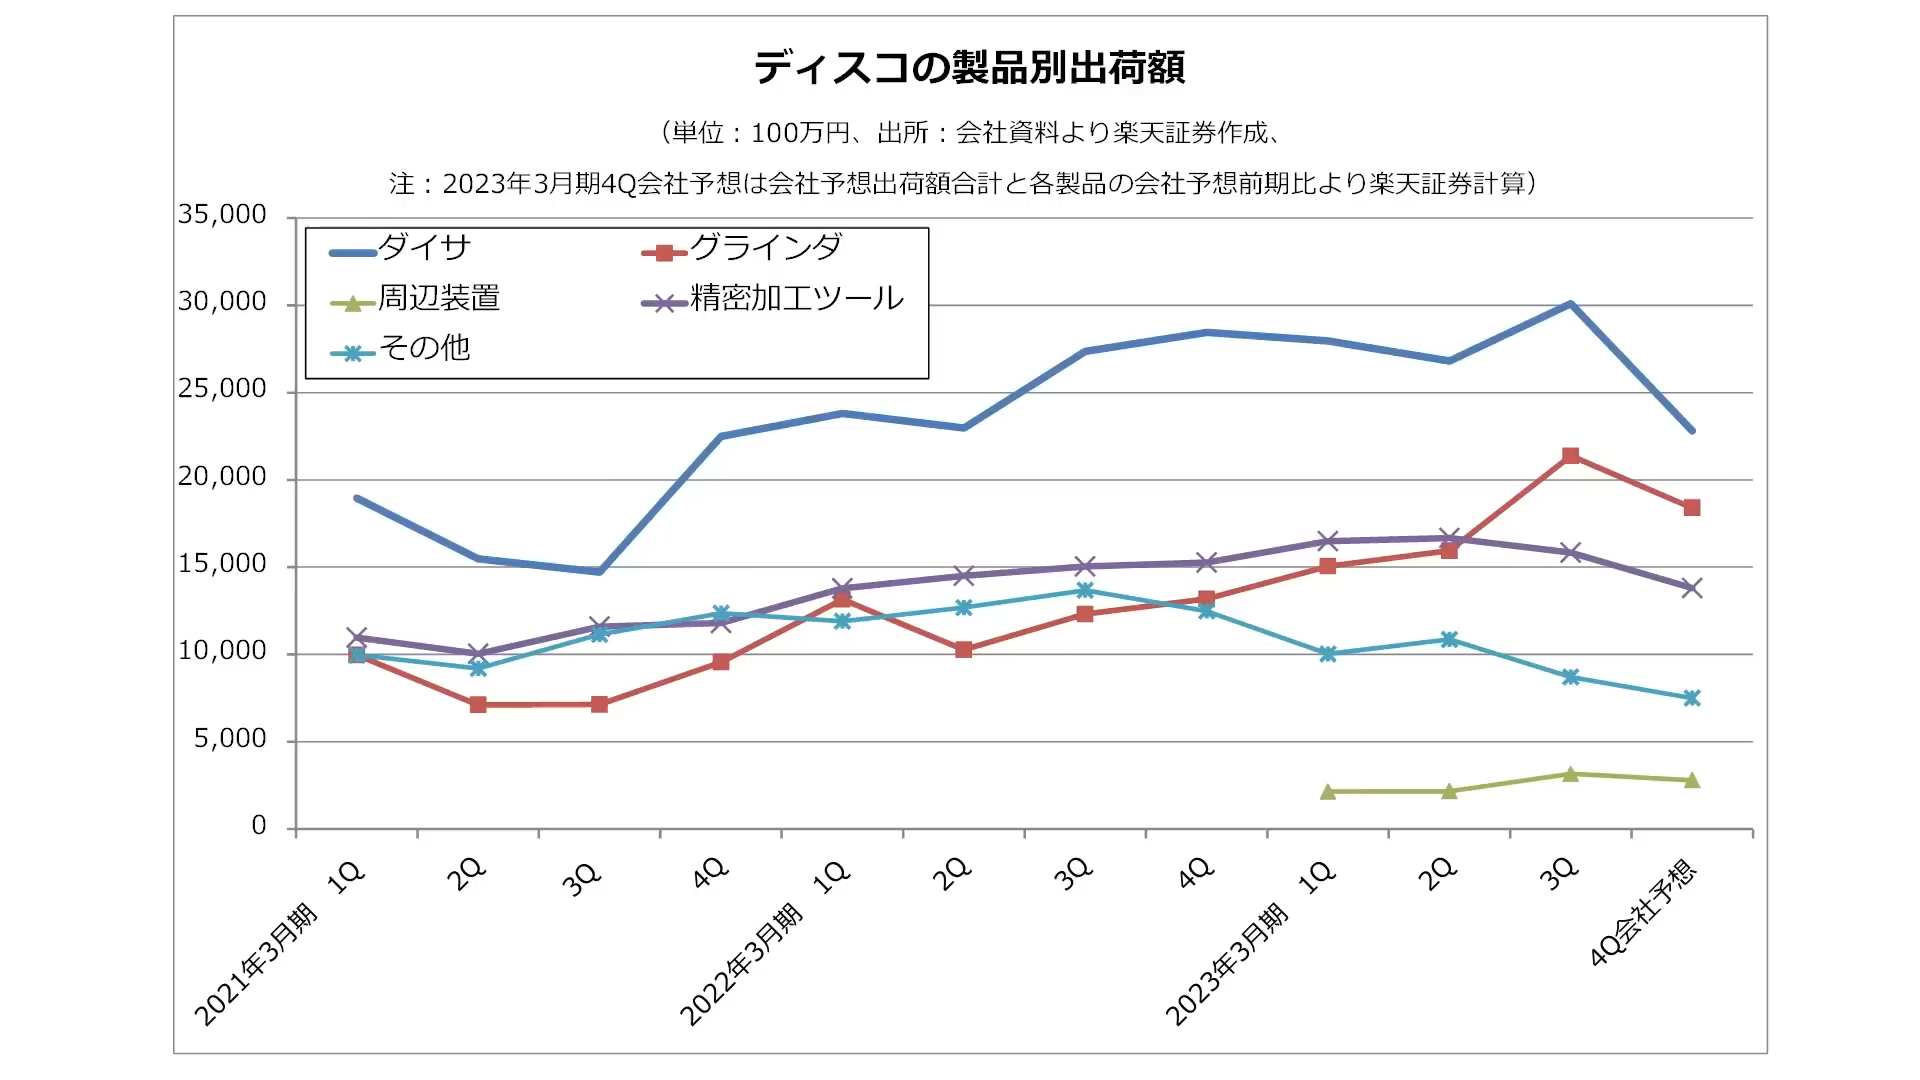 ディスコの製品別出荷額
（単位：100万円、出所：会社資料より楽天証券作成、
注：2023年3月期4Q会社予想は会社予想出荷額合計と各製品の会社予想前期比より楽天証券計算）
35,000
30,000
25,000
20,000
15,000
10,000
5,000
0
ダイサ
グラインダ
周辺装置
精密加工ツール
その他
2021年3月期　1Q
2Q
3Q
4Q
2022年3月期　1Q
2Q
3Q
4Q
2023年3月期　1Q
2Q
3Q
4Q会社予想